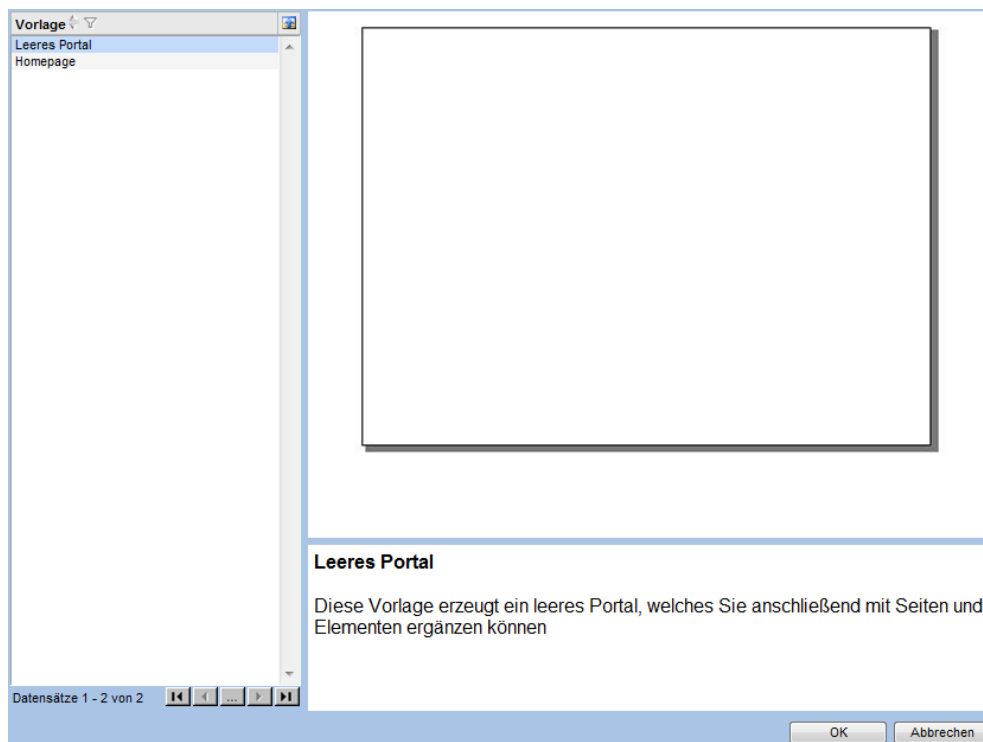 Vorlage
Leeres Portal
Homepage
Leeres Portal
Diese Vorlage erzeugt ein leeres Portal, welches Sie anschließend mit Seiten und
Elementen ergänzen können
Datensätze 1 - 2 von 2
...
OK
Abbrechen